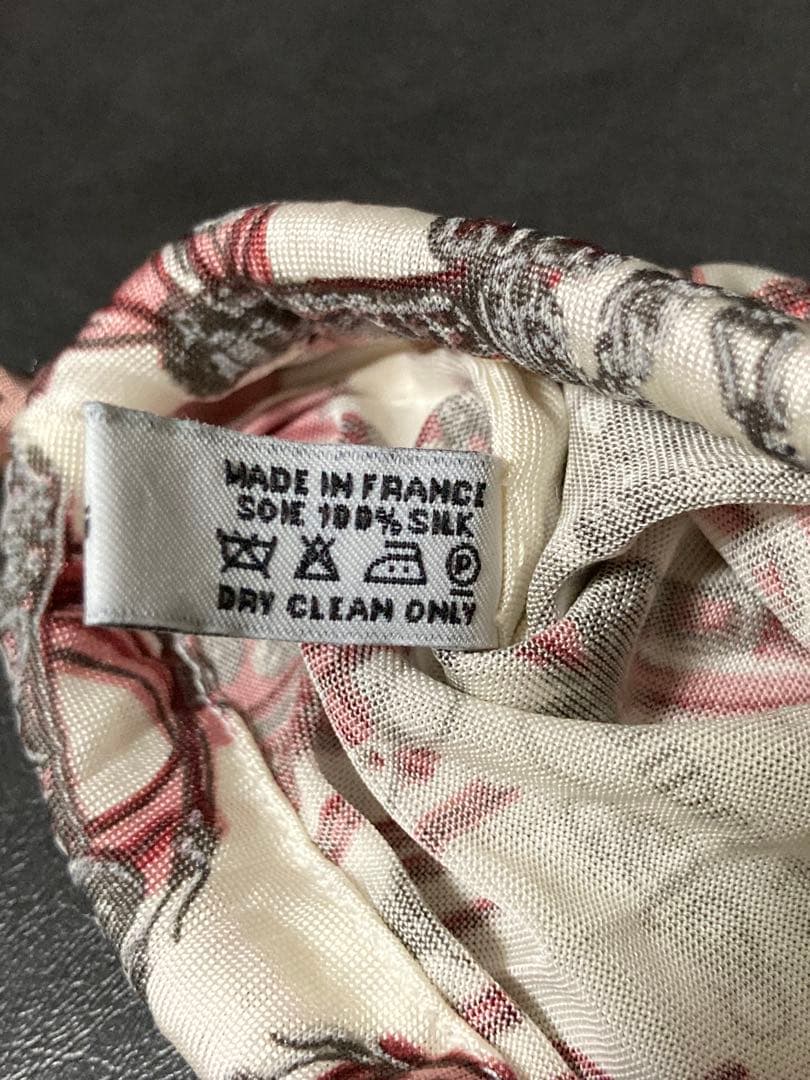 MADE IN FRANCE
SOIE 100% SILK
P
DRY CLEAN ONLY